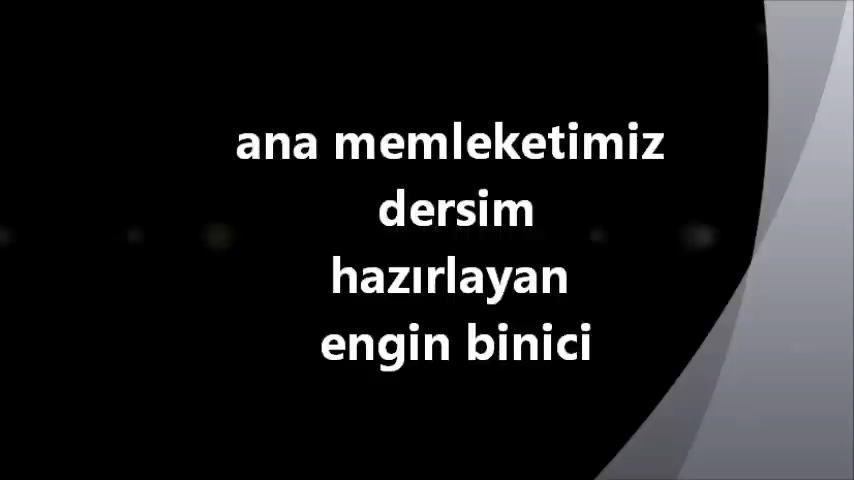 ana memleketimiz
dersim
hazırlayan
engin binici